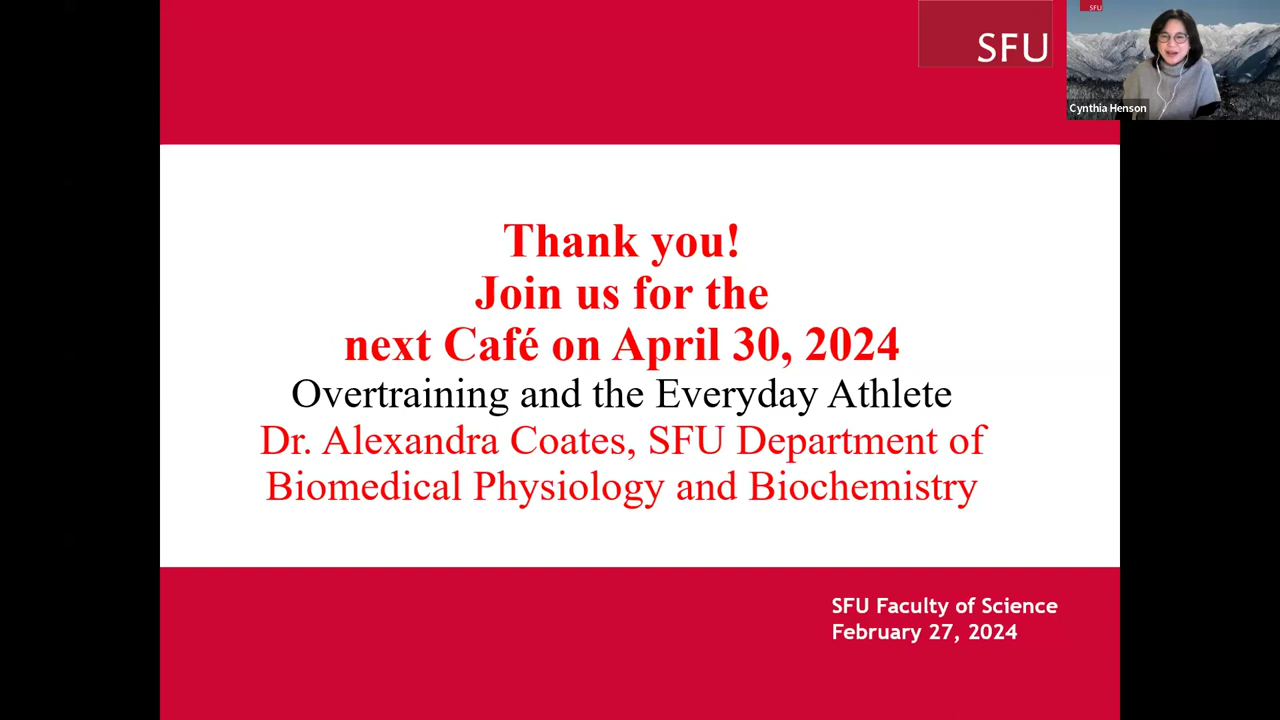 SFU
SFU
Cynthia Henson
Thank you!
Join us for the
next Café on April 30, 2024
Overtraining and the Everyday Athlete
Dr. Alexandra Coates, SFU Department of
Biomedical Physiology and Biochemistry
SFU Faculty of Science
February 27, 2024